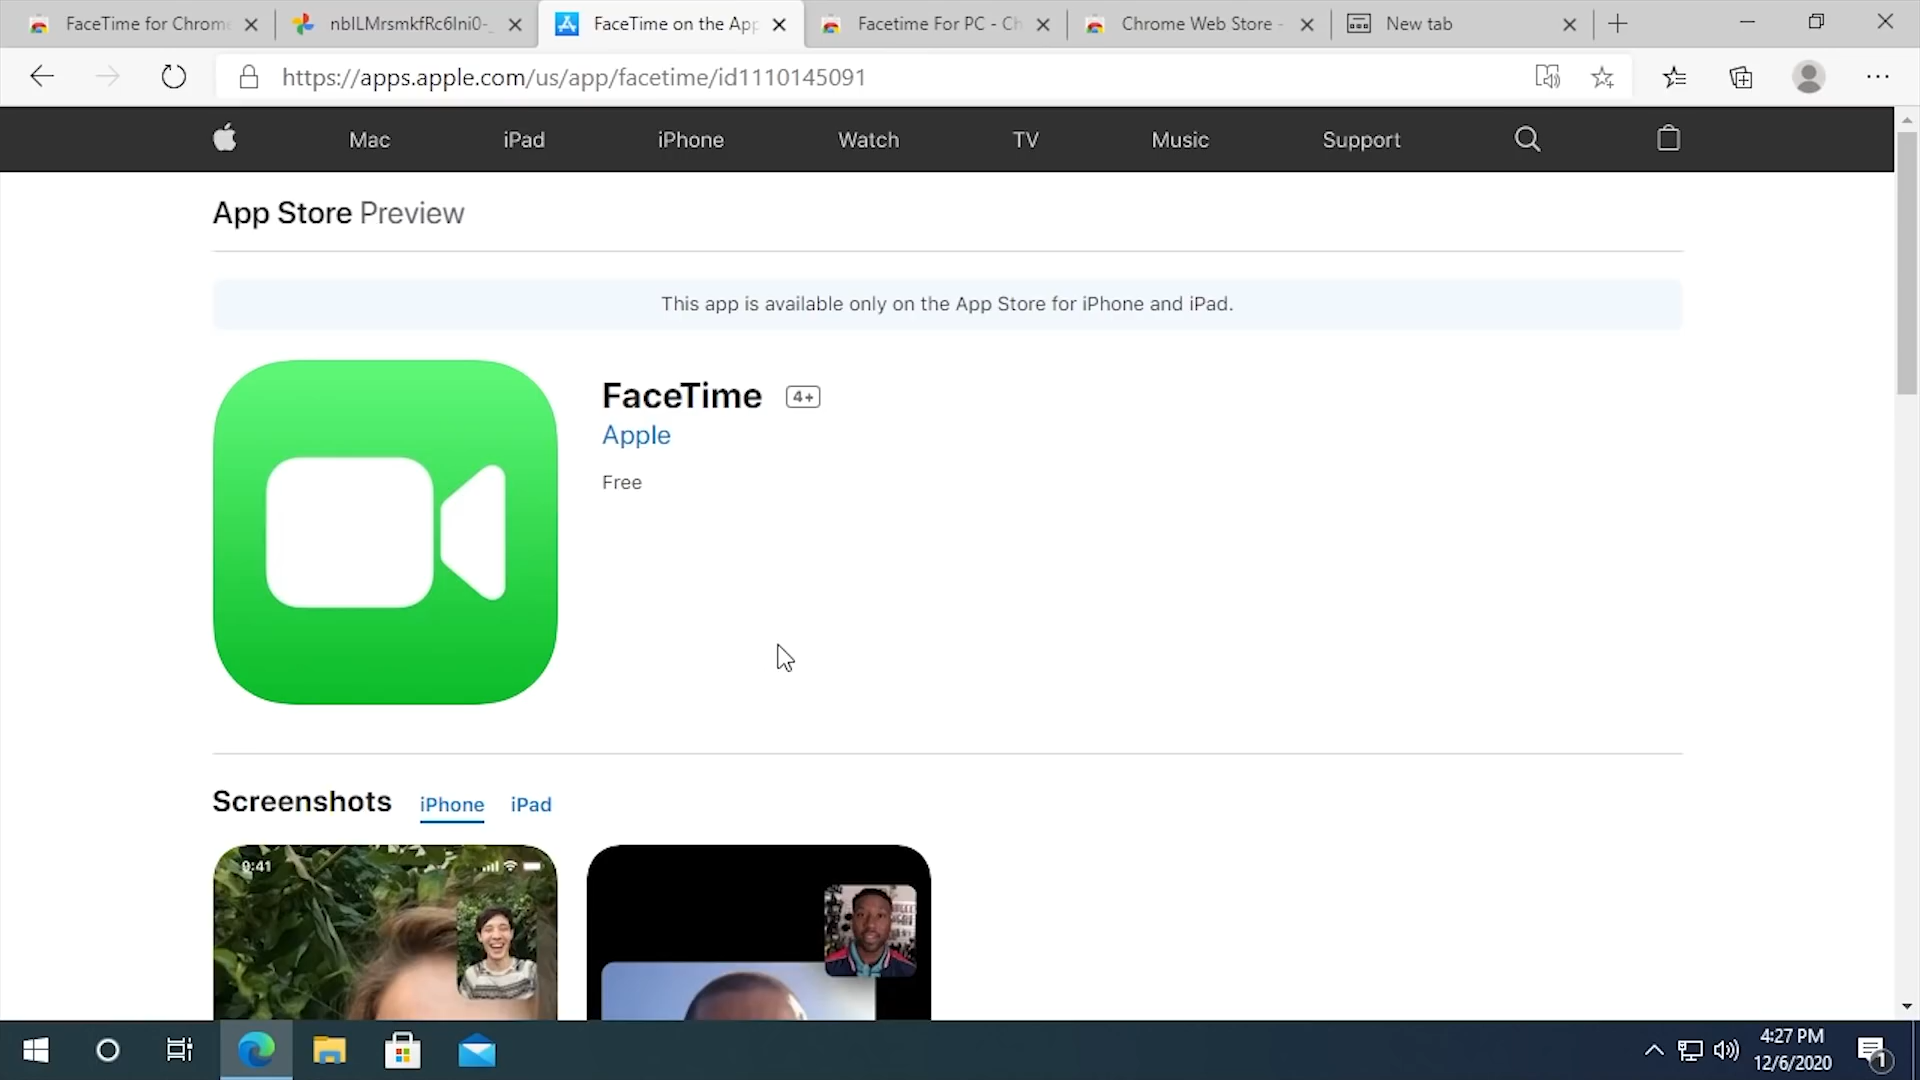 FaceTime for Chrome
nbILMrsmkfRc6Ini0-_
FaceTime on the App
Facetime For PC - Ch
Chrome Web Store -
New tab
https://apps.apple.com/us/app/facetime/id1110145091
Mac
iPad
iPhone
Watch
TV
Music
Support
App Store Preview
This app is available only on the App Store for iPhone and iPad.
FaceTime 4+
Apple
Free
Screenshots iPhone iPad
9:41
4:27 PM
12/6/2020
1